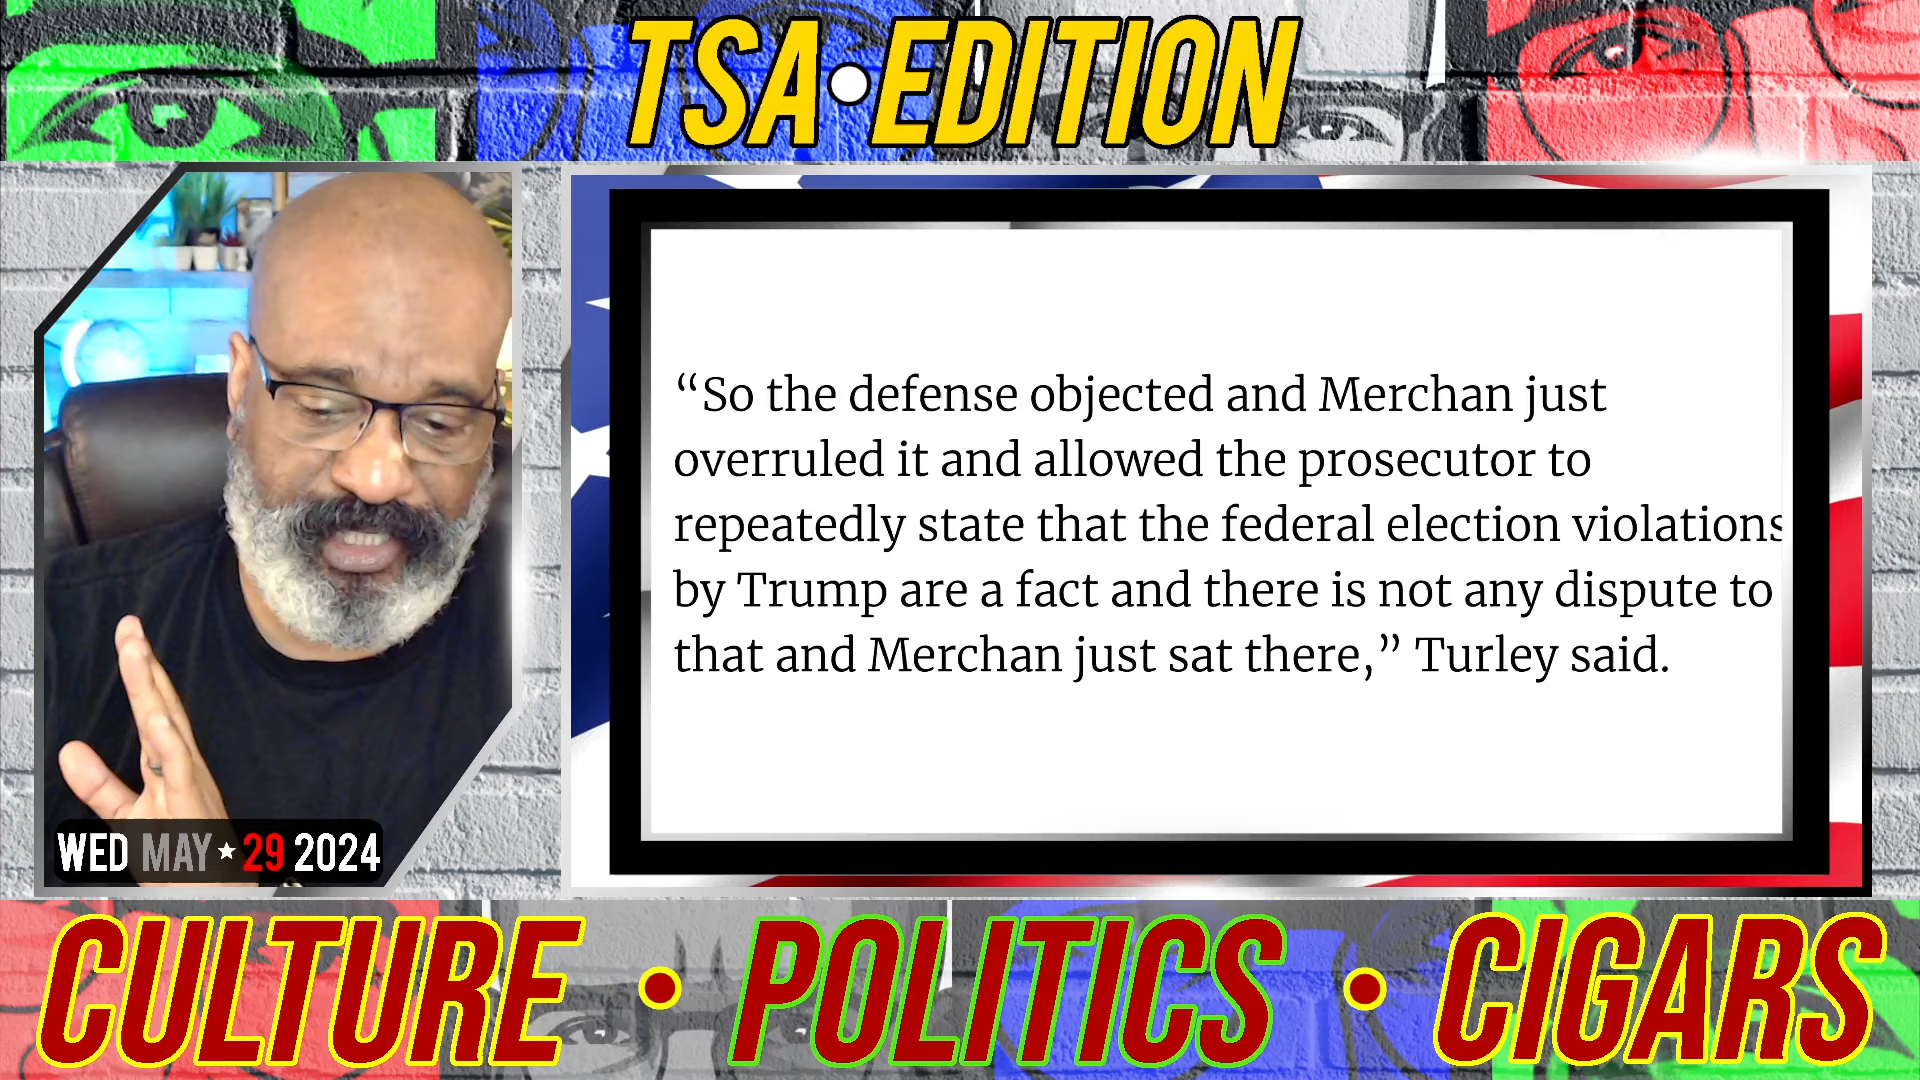 TSA•EDITION
“So the defense objected and Merchan just
overruled it and allowed the prosecutor to
repeatedly state that the federal election violations
by Trump are a fact and there is not any dispute to
that and Merchan just sat there,” Turley said.
WED MAY★29 2024
CULTURE • POLITICS • CIGARS